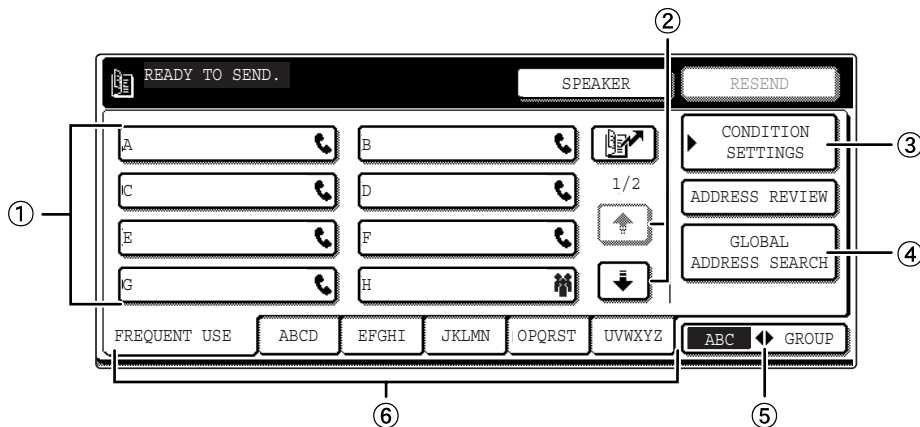 ②
READY TO SEND.
SPEAKER
RESEND
A
B
CONDITION
SETTINGS
③
①
C
D
1/2
ADDRESS REVIEW
E
F
GLOBAL
ADDRESS SEARCH
④
G
H
FREQUENT USE
ABCD
EFGHI
JKLMN
OPQRST
UVWXYZ
ABC
GROUP
⑥
⑤